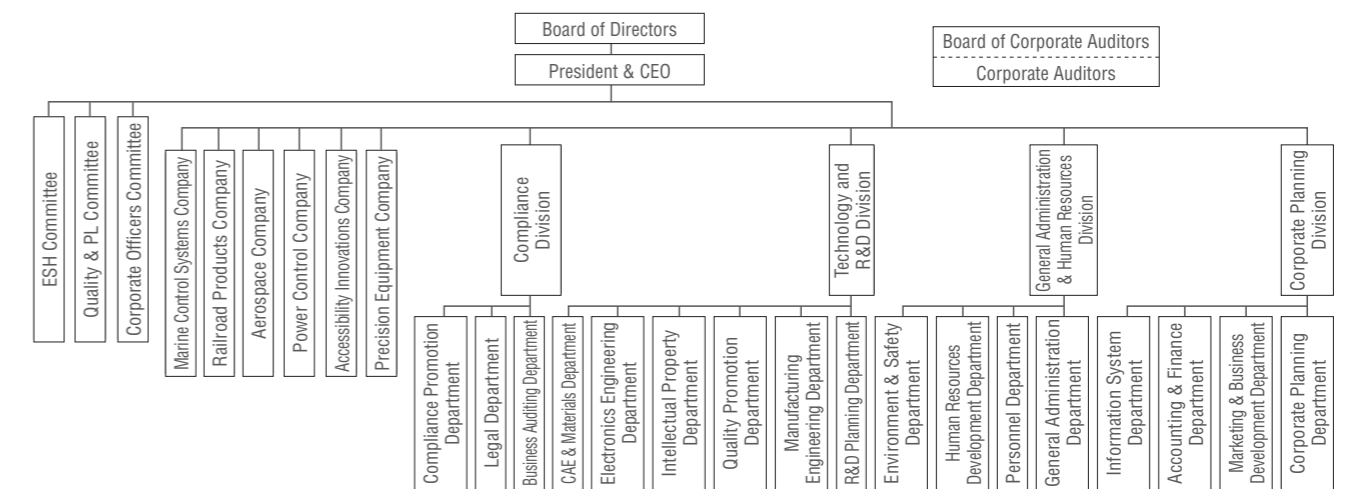 Board of Directors
President & CEO
Board of Corporate Auditors
Corporate Auditors
ESH Committee
Quality & PL Committee
Corporate Officers Committee
Marine Control Systems Company
Railroad Products Company
Aerospace Company
Power Control Company
Accessibility Innovations Company
Precision Equipment Company
Compliance
Division
Technology and
R&D Division
General Administration
& Human Resources
Division
Corporate Planning
Division
Compliance Promotion
Department
Legal Department
Business Auditing Department
CAE & Materials Department
Electronics Engineering
Department
Intellectual Property
Department
Quality Promotion
Department
Manufacturing
Engineering Department
R&D Planning Department
Environment & Safety
Department
Human Resources
Development Department
Personnel Department
General Administration
Department
Information System
Department
Accounting & Finance
Department
Marketing & Business
Development Department
Corporate Planning
Department